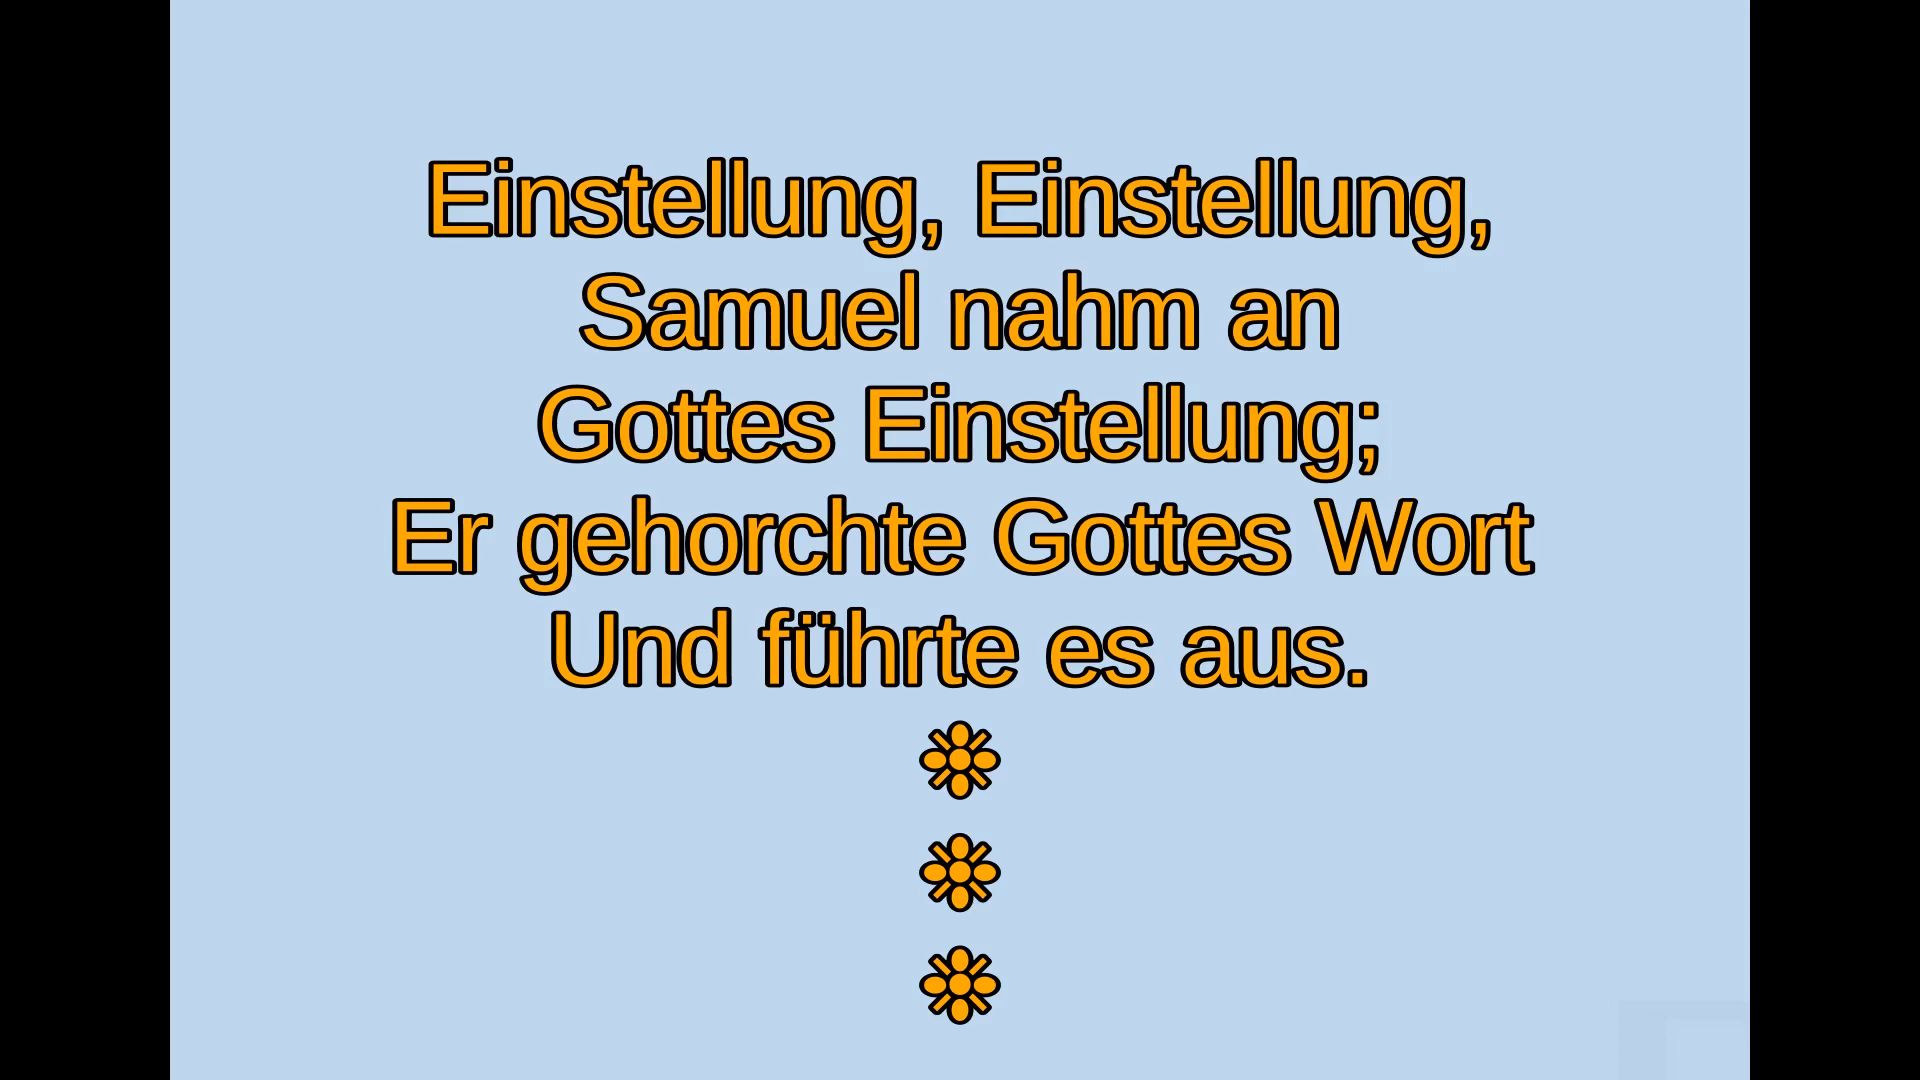 Einstellung, Einstellung,
Samuel nahm an
Gottes Einstellung;
Er gehorchte Gottes Wort
Und führte es aus.